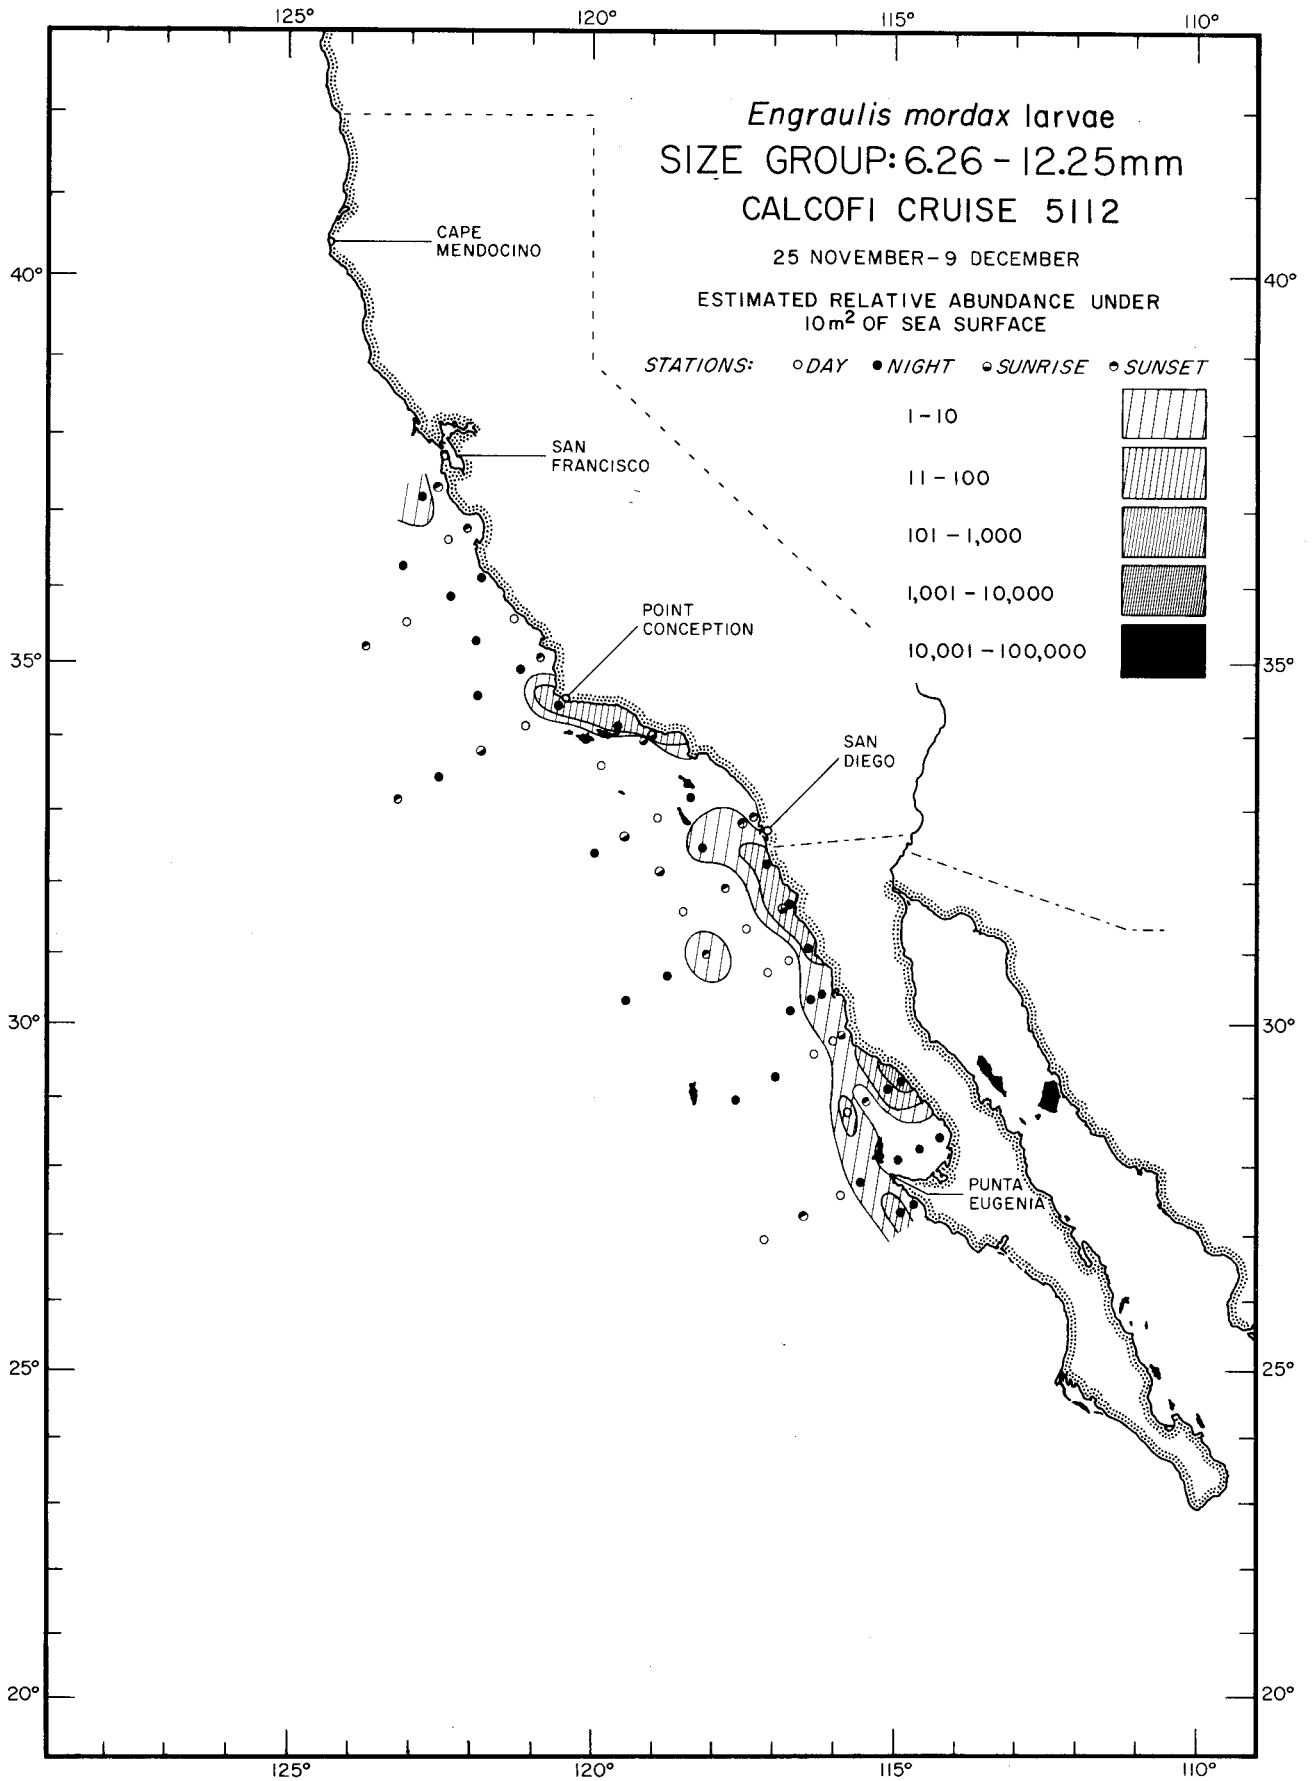 125° 120° 115° 110°
Engraulis mordax larvae
SIZE GROUP: 6.26 - 12.25mm
CALCOFI CRUISE 5112
25 NOVEMBER - 9 DECEMBER
ESTIMATED RELATIVE ABUNDANCE UNDER
10 m² OF SEA SURFACE
STATIONS: DAY NIGHT SUNRISE SUNSET
1 - 10
11 - 100
101 - 1,000
1,001 - 10,000
10,001 - 100,000
CAPE
MENDOCINO
40° 40°
SAN
FRANCISCO
POINT
CONCEPTION
35° 35°
SAN
DIEGO
30° 30°
PUNTA
EUGENIA
25° 25°
20° 20°
125° 120° 115° 110°